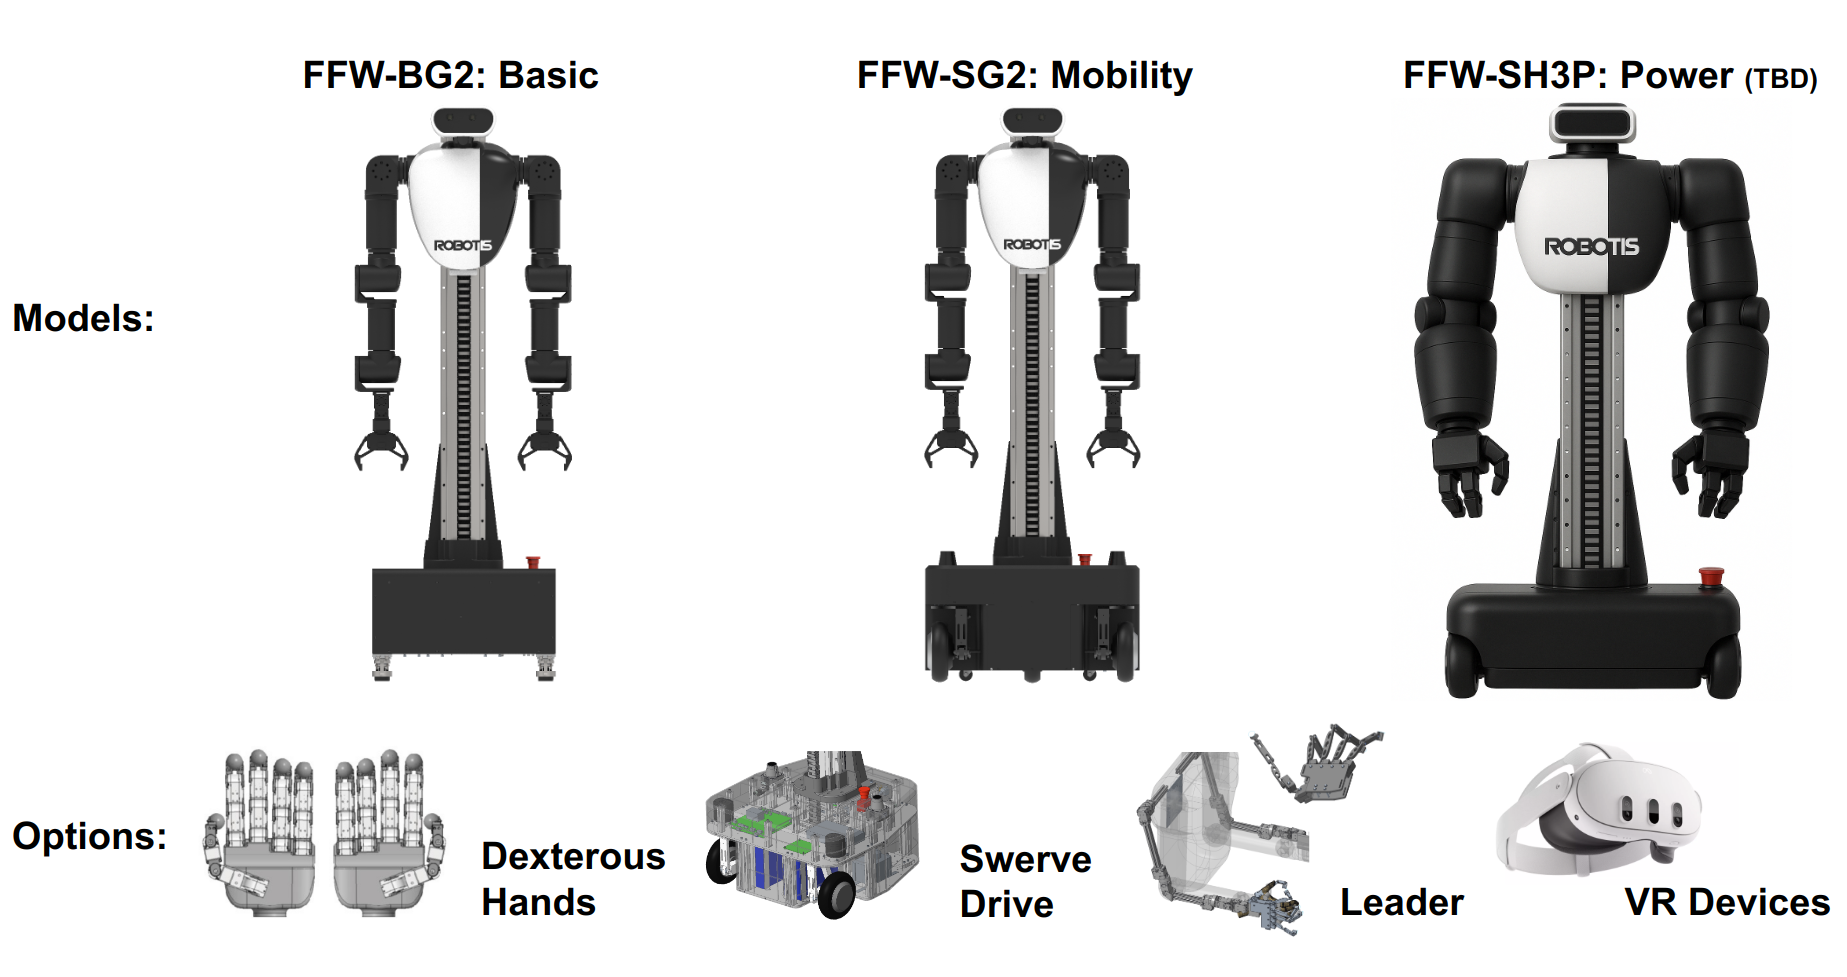 FFW-BG2: Basic
FFW-SG2: Mobility
FFW-SH3P: Power (TBD)
ROBOTIS
ROBOTIS
ROBOTIS
Models:
Options:
Dexterous
Hands
Swerve
Drive
Leader
VR Devices